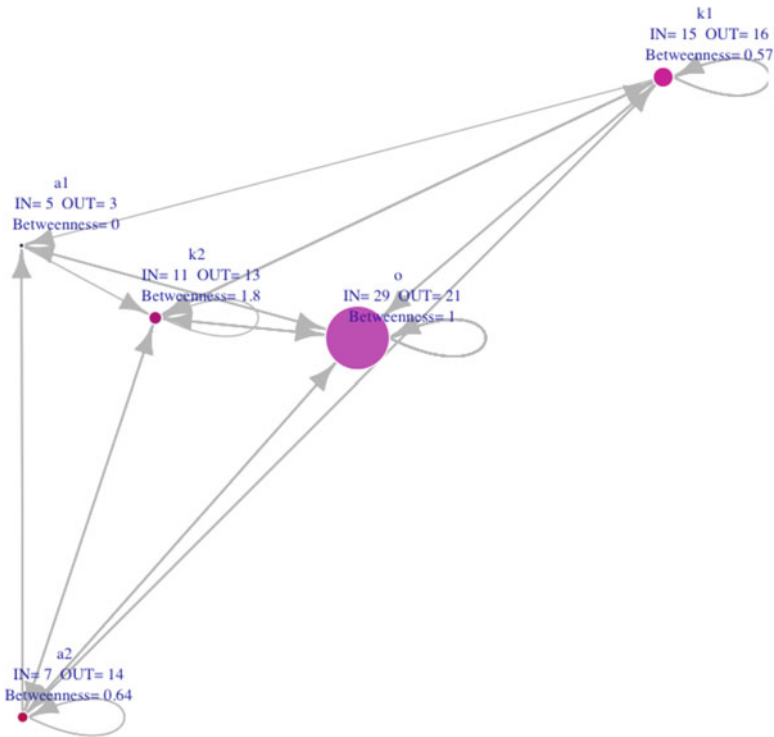 k1
IN= 15 OUT= 16
Betweenness= 0.57
a1
IN= 5 OUT= 3
Betweenness= 0
k2
IN= 11 OUT= 13
Betweenness= 1.8
o
IN= 29 OUT= 21
Betweenness= 1
a2
IN= 7 OUT= 14
Betweenness= 0.64